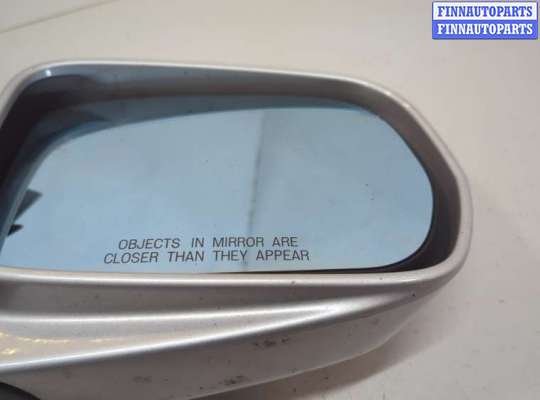 FINNAUTOPARTS
FINNAUTOPARTS
OBJECTS IN MIRROR ARE
CLOSER THAN THEY APPEAR